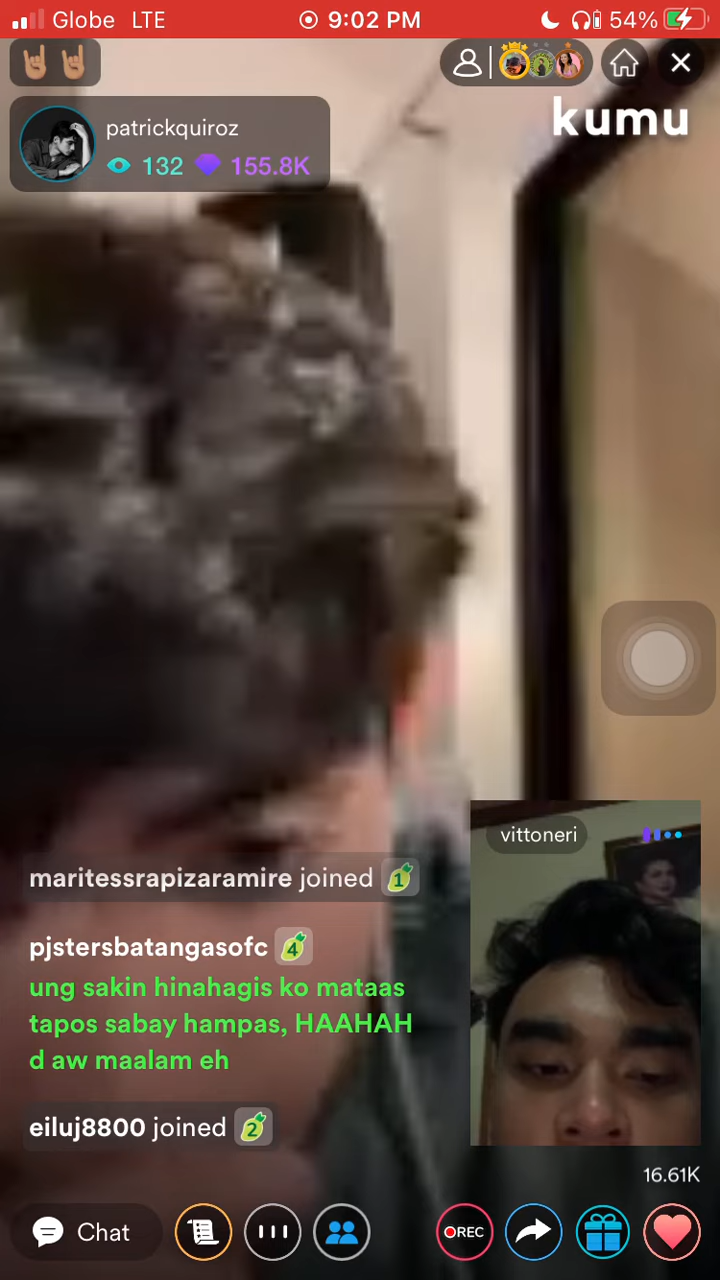 Globe LTE 9:02 PM 54%
patrickquiroz
132 155.8K
kumu
vittoneri
maritessrapizaramire joined 1
pjstersbatangasofc 4
ung sakin hinahagis ko mataas
tapos sabay hampas, HAAHAH
d aw maalam eh
eiluj8800 joined 2
16.61K
Chat
REC